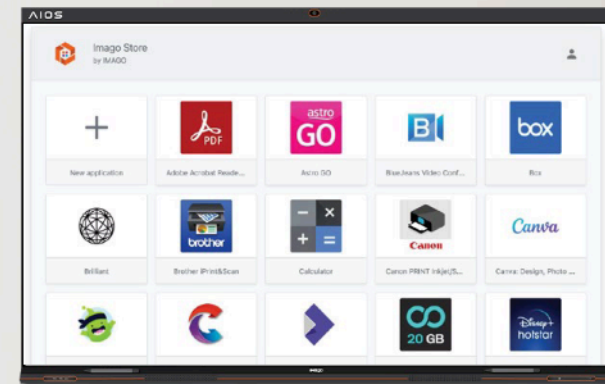 AIOS
Imago Store
by IMAGO
PDF
astro
GO
B
box
New application
Adobe Acrobat Reade...
Astro GO
BlueJeans Video Conf...
Box
brother
Canon
Canva
Brilliant
Brother iPrint&Scan
Calculator
Canon PRINT Inkjet/S...
Canva: Design, Photo ...
20 GB
Disney+
hotstar